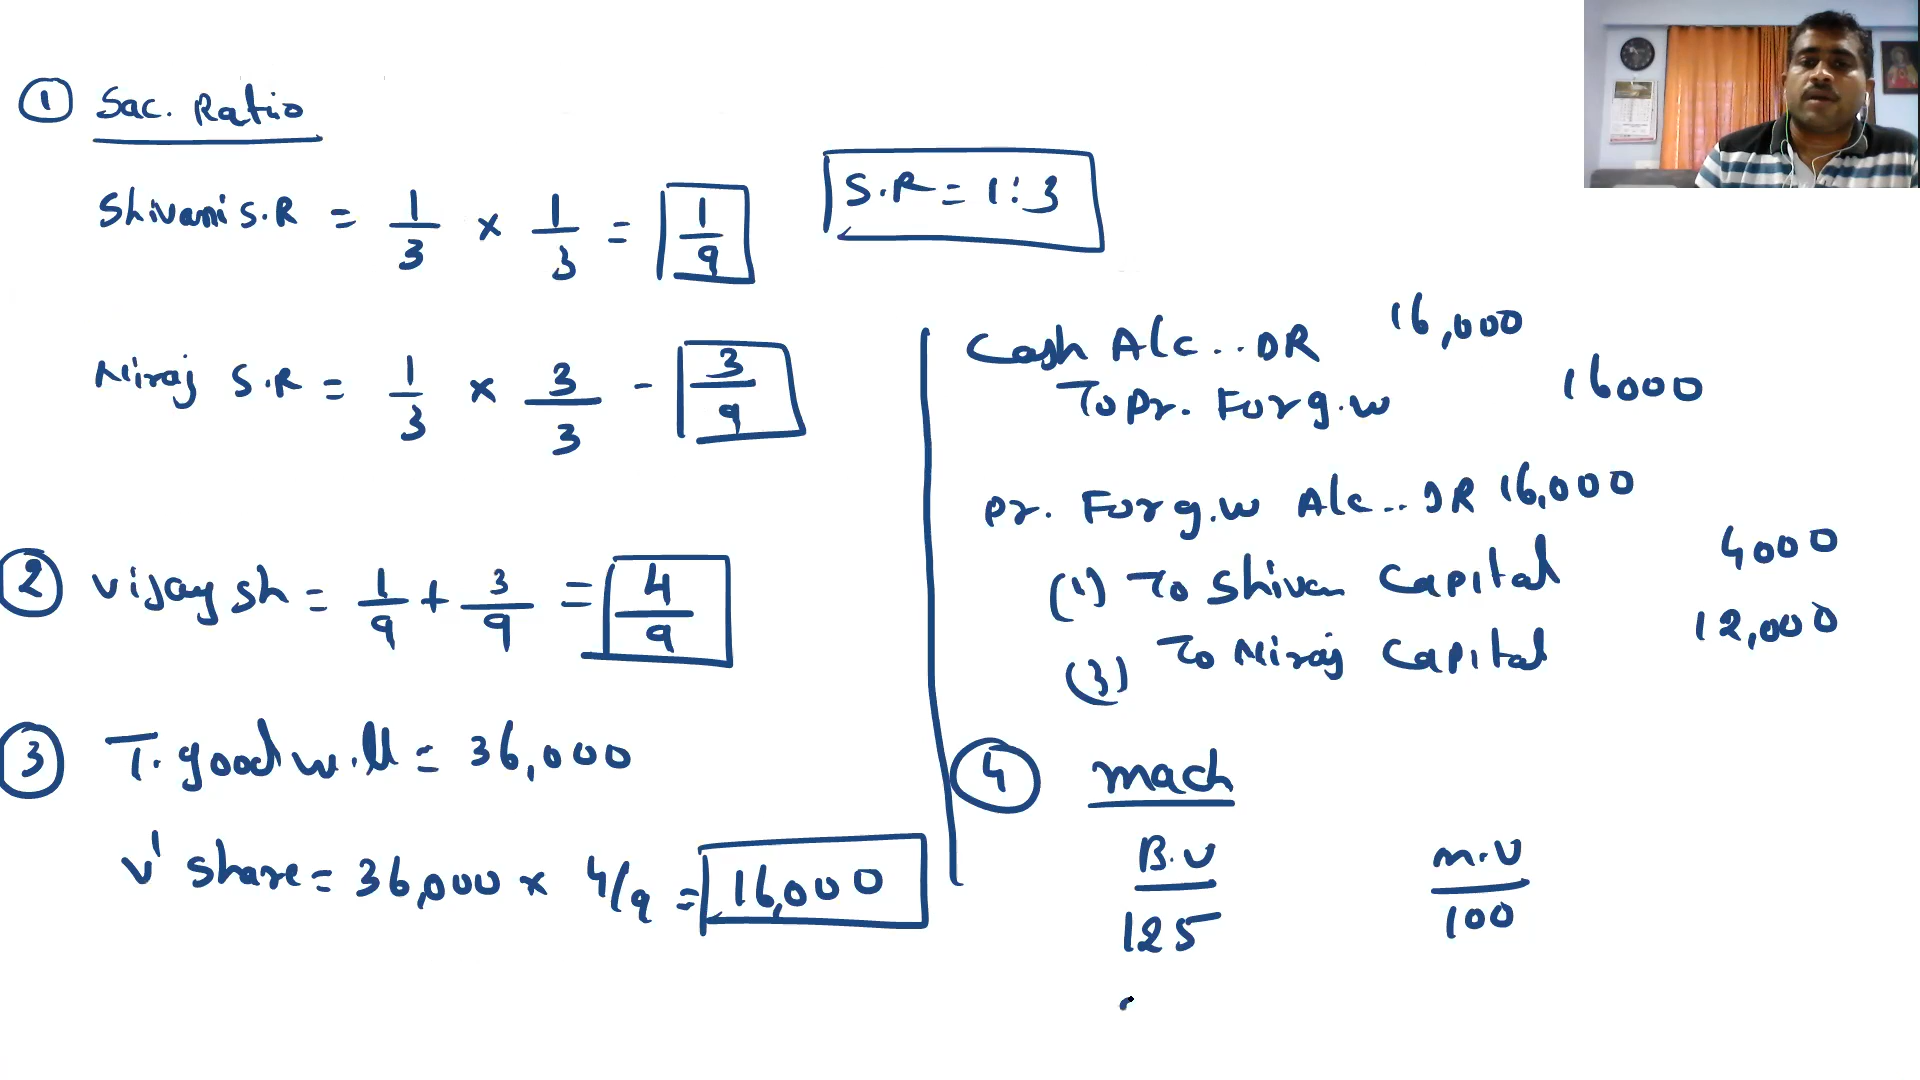 ① Sac. Ratio
Shivani S.R = 1/3 × 1/3 = 1/9
S.R = 1:3
Niraj S.R = 1/3 × 3/3 - 3/9
② Vijay sh = 1/9 + 3/9 = 4/9
③ T. goodwill = 36,000
V' share = 36,000 × 4/9 = 16,000
Cash A/c .. DR 16,000
To Pr. For g.w 16000
Pr. For g.w A/c .. DR 16,000
(1) To Shivan Capital 4000
(3) To Niraj Capital 12,000
④ mach
B.V m.v
125 100